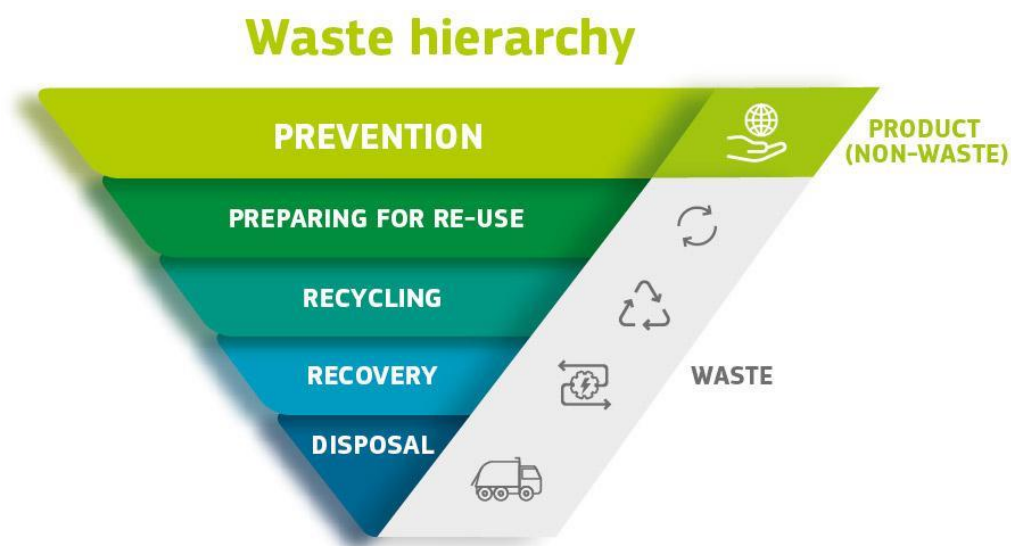 Waste hierarchy
PREVENTION
PRODUCT
(NON-WASTE)
PREPARING FOR RE-USE
RECYCLING
RECOVERY
WASTE
DISPOSAL